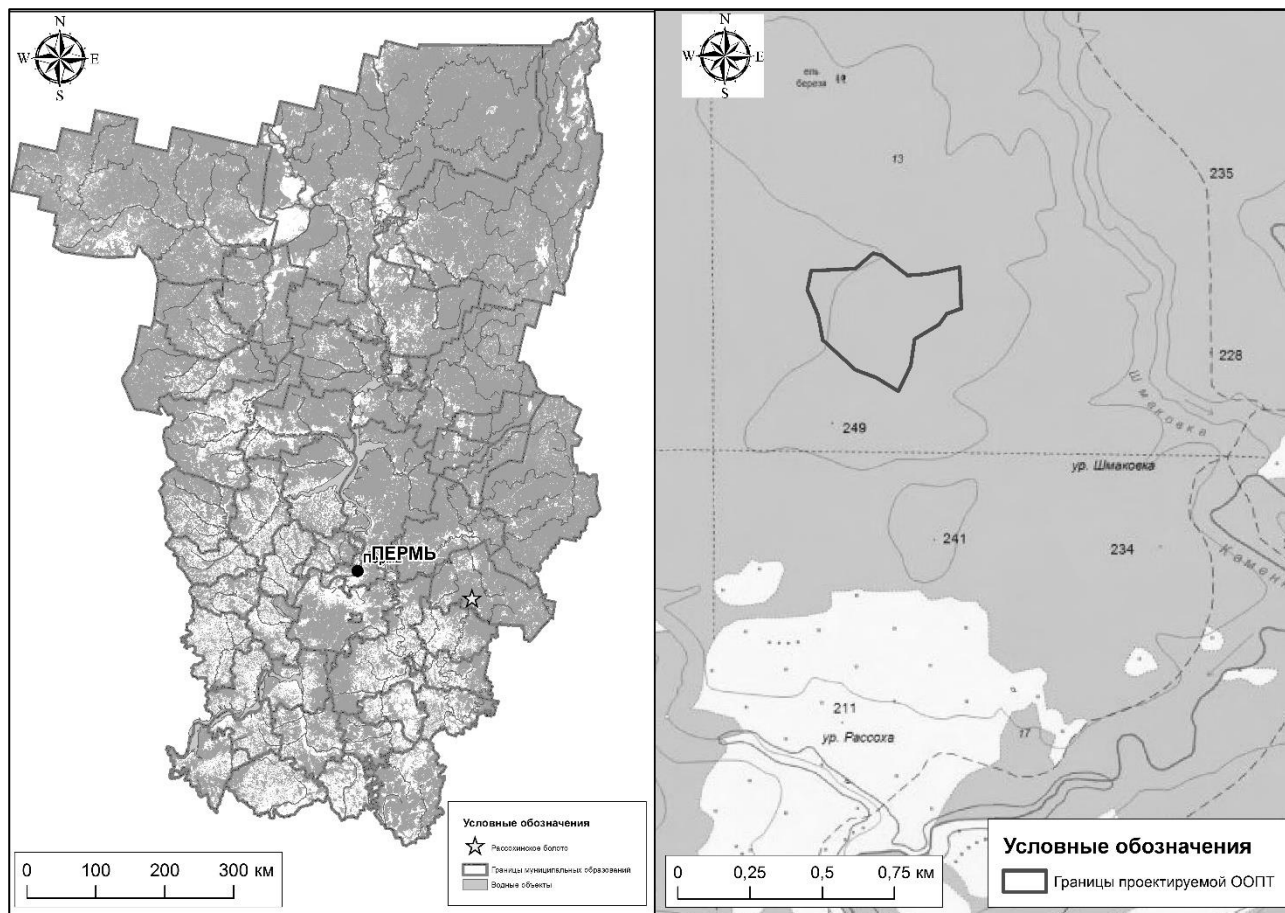 N
W E
S
ПЕРМЬ
Условные обозначения
Рассохинское болото
Границы муниципальных образований
Водные объекты
0 100 200 300 км
N
W E
S
ель
береза
13
235
228
Шмаковка
249
ур. Шмаковка
241
234
211
ур. Рассоха
17
Условные обозначения
Границы проектируемой ООПТ
0 0,25 0,5 0,75 км